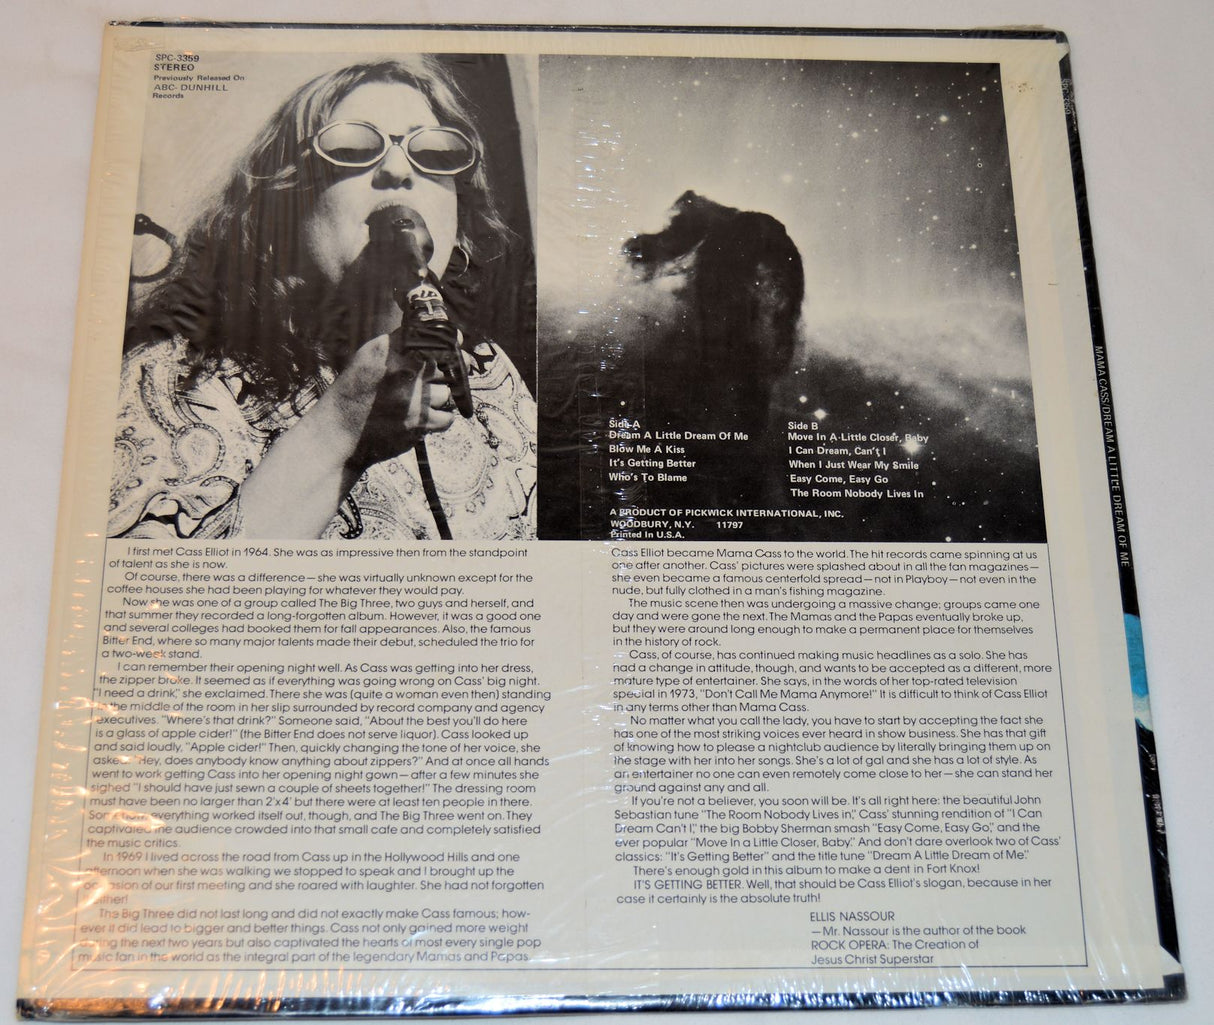 SPC-3359
STEREO
Previously Released On
ABC- DUNHILL
Records
Side A
Dream A Little Dream Of Me
Blow Me A Kiss
It's Getting Better
Who's To Blame
Side B
Move In A Little Closer, Baby
I Can Dream, Can't I
When I Just Wear My Smile
Easy Come, Easy Go
The Room Nobody Lives In
A PRODUCT OF PICKWICK INTERNATIONAL, INC.
WOODBURY, N.Y. 11797
Printed in U.S.A.
I first met Cass Elliot in 1964. She was as impressive then from the standpoint
of talent as she is now.
Of course, there was a difference—she was virtually unknown except for the
coffee houses she had been playing for whatever they would pay.
Now she was one of a group called The Big Three, two guys and herself, and
that summer they recorded a long-forgotten album. However, it was a good one
and several colleges had booked them for fall appearances. Also, the famous
Bitter End, where so many major talents made their debut, scheduled the trio for
a two-week stand.
I can remember their opening night well. As Cass was getting into her dress,
the zipper broke. It seemed as if everything was going wrong on Cass' big night.
"I need a drink," she exclaimed. There she was (quite a woman even then) standing
in the middle of the room in her slip surrounded by record company and agency
executives. "Where's that drink?" Someone said, "About the best you'll do here
is a glass of apple cider!" (the Bitter End does not serve liquor). Cass looked up
and said loudly, "Apple cider!" Then, quickly changing the tone of her voice, she
asked "Hey, does anybody know anything about zippers?" And at once all hands
went to work getting Cass into her opening night gown—after a few minutes she
sighed "I should have just sewn a couple of sheets together!" The dressing room
must have been no larger than 2'x4' but there were at least ten people in there.
Somehow, everything worked itself out, though, and The Big Three went on. They
captivated the audience crowded into that small cafe and completely satisfied
the music critics.
In 1969 I lived across the road from Cass up in the Hollywood Hills and one
afternoon when she was walking we stopped to speak and I brought up the
occasion of our first meeting and she roared with laughter. She had not forgotten
either!
The Big Three did not last long and did not exactly make Cass famous; how-
ever it did lead to bigger and better things. Cass not only gained more weight
during the next two years but also captivated the hearts of most every single pop
music fan in the world as the integral part of the legendary Mamas and Papas.
Cass Elliot became Mama Cass to the world. The hit records came spinning at us
one after another. Cass' pictures were splashed about in all the fan magazines—
she even became a famous centerfold spread—not in Playboy—not even in the
nude, but fully clothed in a man's fishing magazine.
The music scene then was undergoing a massive change; groups came one
day and were gone the next. The Mamas and the Papas eventually broke up,
but they were around long enough to make a permanent place for themselves
in the history of rock.
Cass, of course, has continued making music headlines as a solo. She has
had a change in attitude, though, and wants to be accepted as a different, more
mature type of entertainer. She says, in the words of her top-rated television
special in 1973, "Don't Call Me Mama Anymore!" It is difficult to think of Cass Elliot
in any terms other than Mama Cass.
No matter what you call the lady, you have to start by accepting the fact she
has one of the most striking voices ever heard in show business. She has that gift
of knowing how to please a nightclub audience by literally bringing them up on
the stage with her into her songs. She's a lot of gal and she has a lot of style. As
an entertainer no one can even remotely come close to her—she can stand her
ground against any and all.
If you're not a believer, you soon will be. It's all right here: the beautiful John
Sebastian tune "The Room Nobody Lives in," Cass' stunning rendition of "I Can
Dream Can't I," the big Bobby Sherman smash "Easy Come, Easy Go," and the
ever popular "Move In a Little Closer, Baby." And don't dare overlook two of Cass'
classics: "It's Getting Better" and the title tune "Dream A Little Dream of Me."
There's enough gold in this album to make a dent in Fort Knox!
IT'S GETTING BETTER. Well, that should be Cass Elliot's slogan, because in her
case it certainly is the absolute truth!
ELLIS NASSOUR
—Mr. Nassour is the author of the book
ROCK OPERA: The Creation of
Jesus Christ Superstar
MAMA CASS/DREAM A LITTLE DREAM OF ME